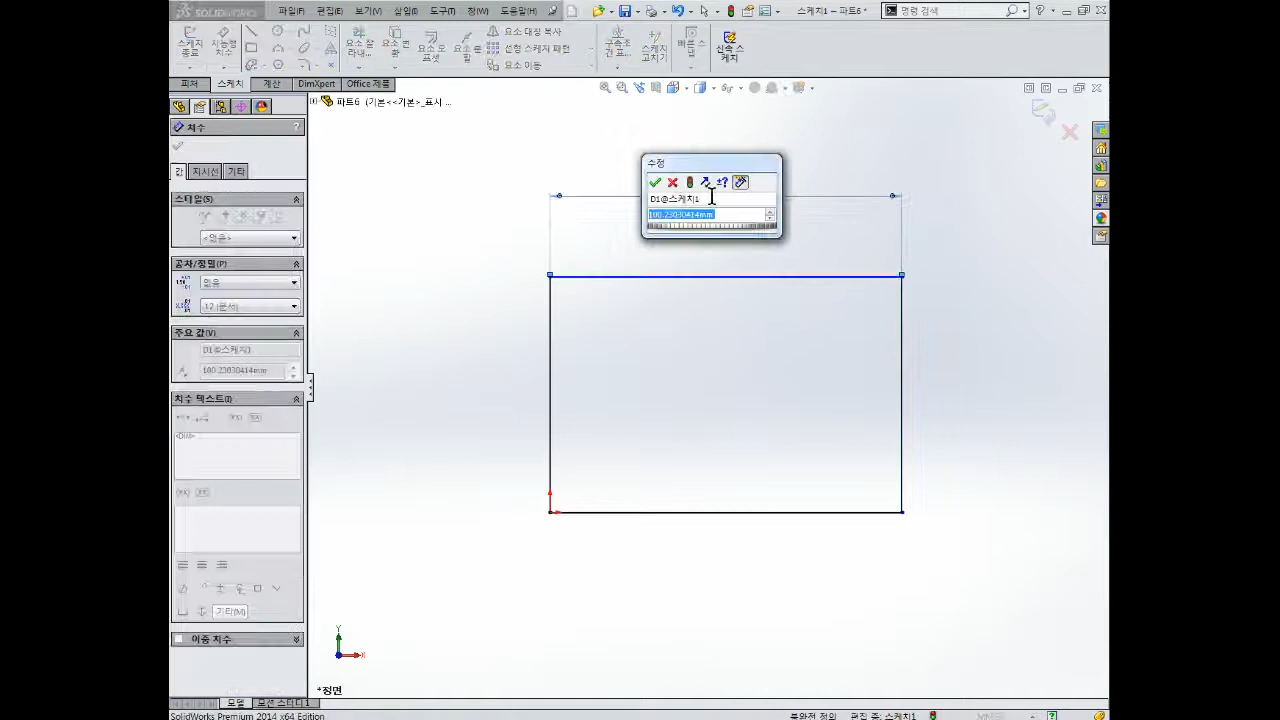 SOLIDWORKS 파일(F) 편집(E) 보기(V) 삽입(I) 도구(T) 창(W) 도움말(H) 스케치1 - 파트6 * 명령 검색
스케치 종료 지능형 치수 요소 잘라내... 요소 변환 요소 오프셋 요소 대칭 복사 선형 스케치 패턴 요소 이동 스케치 고치기 빠른 스냅 신속 스케치
피처 스케치 계산 DimXpert Office 제품
파트6 (기본<<기본>_표시 ...
치수
값 지시선 기타
스타일(S)
<없음>
공차/정밀(P)
없음
.12 (문서)
주요 값(V)
D1@스케치1
100.23030414mm
치수 텍스트(I)
<DIM>
기타(M)
이중 치수
수정
D1@스케치1
100.23030414mm
Y
X
*정면
모델 모션 스터디 1
SolidWorks Premium 2014 x64 Edition 불완전 정의 편집 중: 스케치1 MMGS